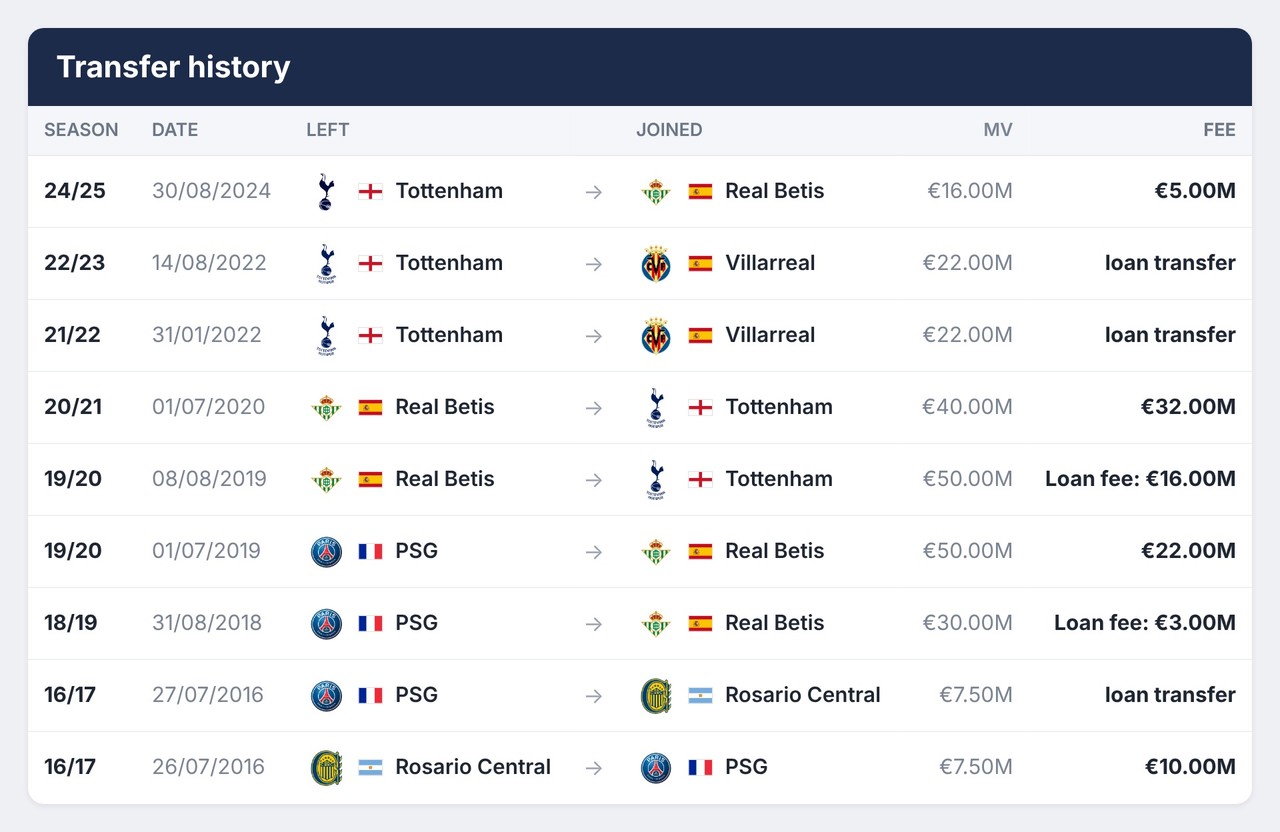 Transfer history
SEASON DATE LEFT JOINED MV FEE
24/25 30/08/2024 Tottenham → Real Betis €16.00M €5.00M
22/23 14/08/2022 Tottenham → Villarreal €22.00M loan transfer
21/22 31/01/2022 Tottenham → Villarreal €22.00M loan transfer
20/21 01/07/2020 Real Betis → Tottenham €40.00M €32.00M
19/20 08/08/2019 Real Betis → Tottenham €50.00M Loan fee: €16.00M
19/20 01/07/2019 PSG → Real Betis €50.00M €22.00M
18/19 31/08/2018 PSG → Real Betis €30.00M Loan fee: €3.00M
16/17 27/07/2016 PSG → Rosario Central €7.50M loan transfer
16/17 26/07/2016 Rosario Central → PSG €7.50M €10.00M